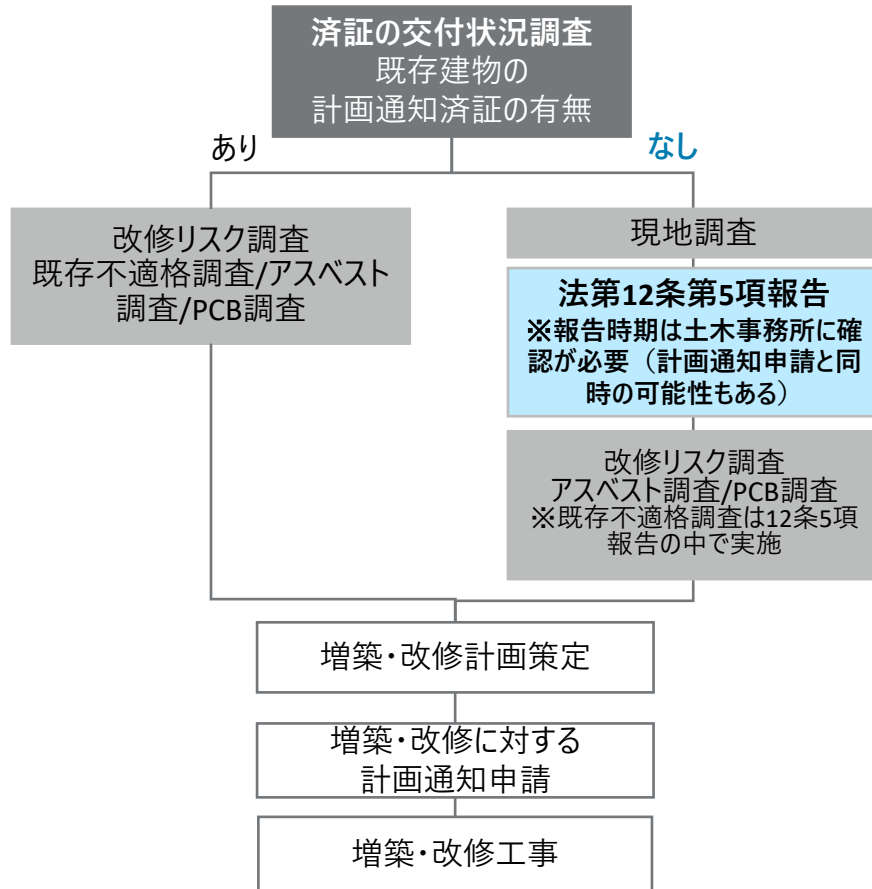 済証の交付状況調査
既存建物の
計画通知済証の有無
あり
なし
改修リスク調査
既存不適格調査/アスベスト
調査/PCB調査
現地調査
法第12条第5項報告
※報告時期は土木事務所に確
認が必要（計画通知申請と同
時の可能性もある）
改修リスク調査
アスベスト調査/PCB調査
※既存不適格調査は12条5項
報告の中で実施
増築・改修計画策定
増築・改修に対する
計画通知申請
増築・改修工事